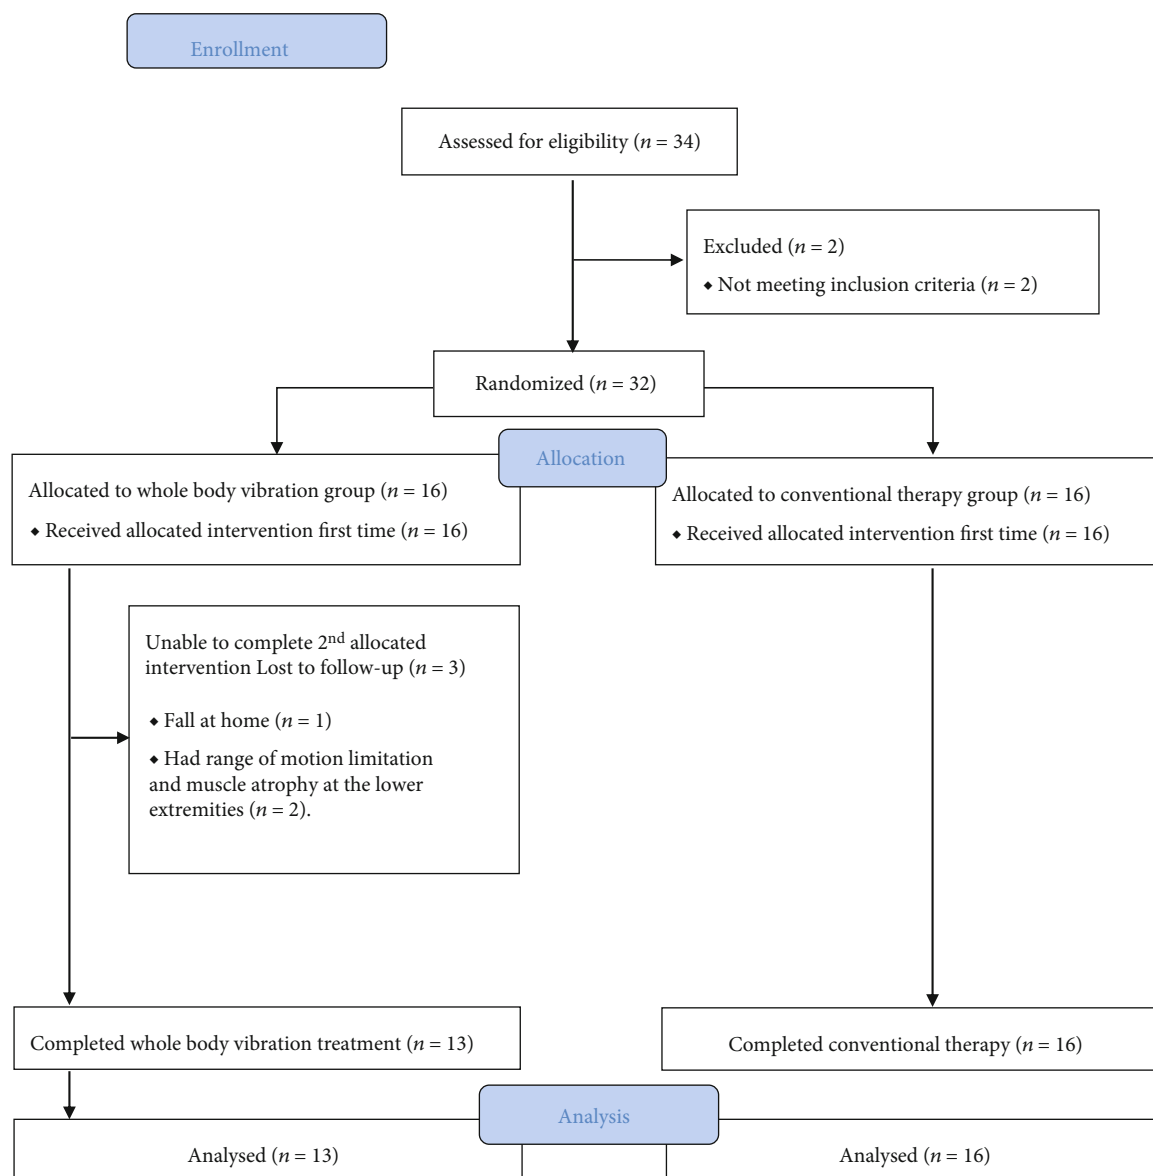 Enrollment
Assessed for eligibility (n = 34)
Excluded (n = 2)
◆ Not meeting inclusion criteria (n = 2)
Randomized (n = 32)
Allocation
Allocated to whole body vibration group (n = 16)
◆ Received allocated intervention first time (n = 16)
Allocated to conventional therapy group (n = 16)
◆ Received allocated intervention first time (n = 16)
Unable to complete 2nd allocated
intervention Lost to follow-up (n = 3)
◆ Fall at home (n = 1)
◆ Had range of motion limitation
and muscle atrophy at the lower
extremities (n = 2).
Completed whole body vibration treatment (n = 13)
Completed conventional therapy (n = 16)
Analysis
Analysed (n = 13)
Analysed (n = 16)